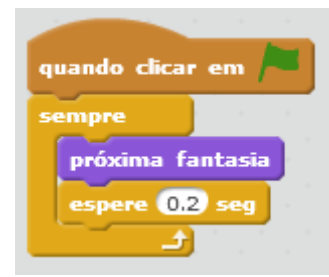 quando clicar em
sempre
próxima fantasia
espere 0.2 seg